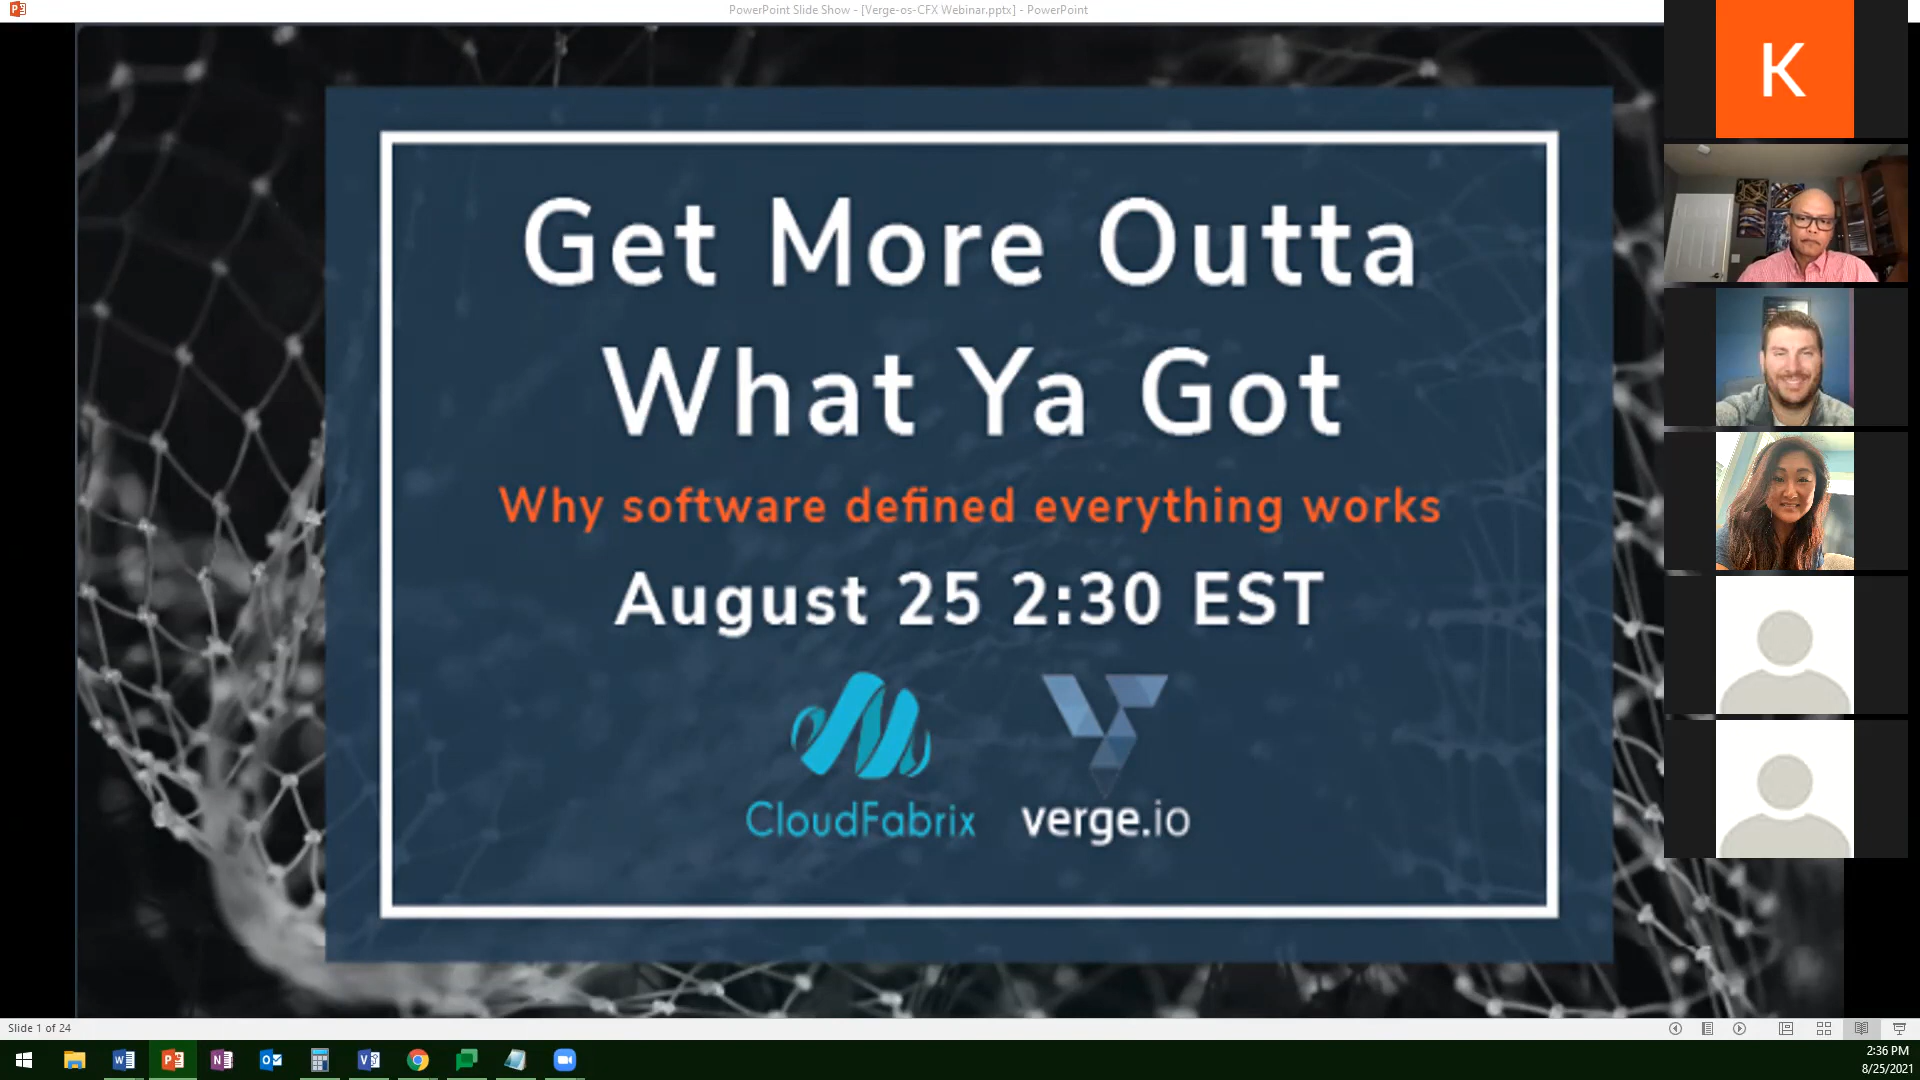 PowerPoint Slide Show - [Verge-os-CFX Webinar.pptx] - PowerPoint
K
Get More Outta
What Ya Got
Why software defined everything works
August 25 2:30 EST
CloudFabrix
verge.io
Slide 1 of 24
2:36 PM
8/25/2021